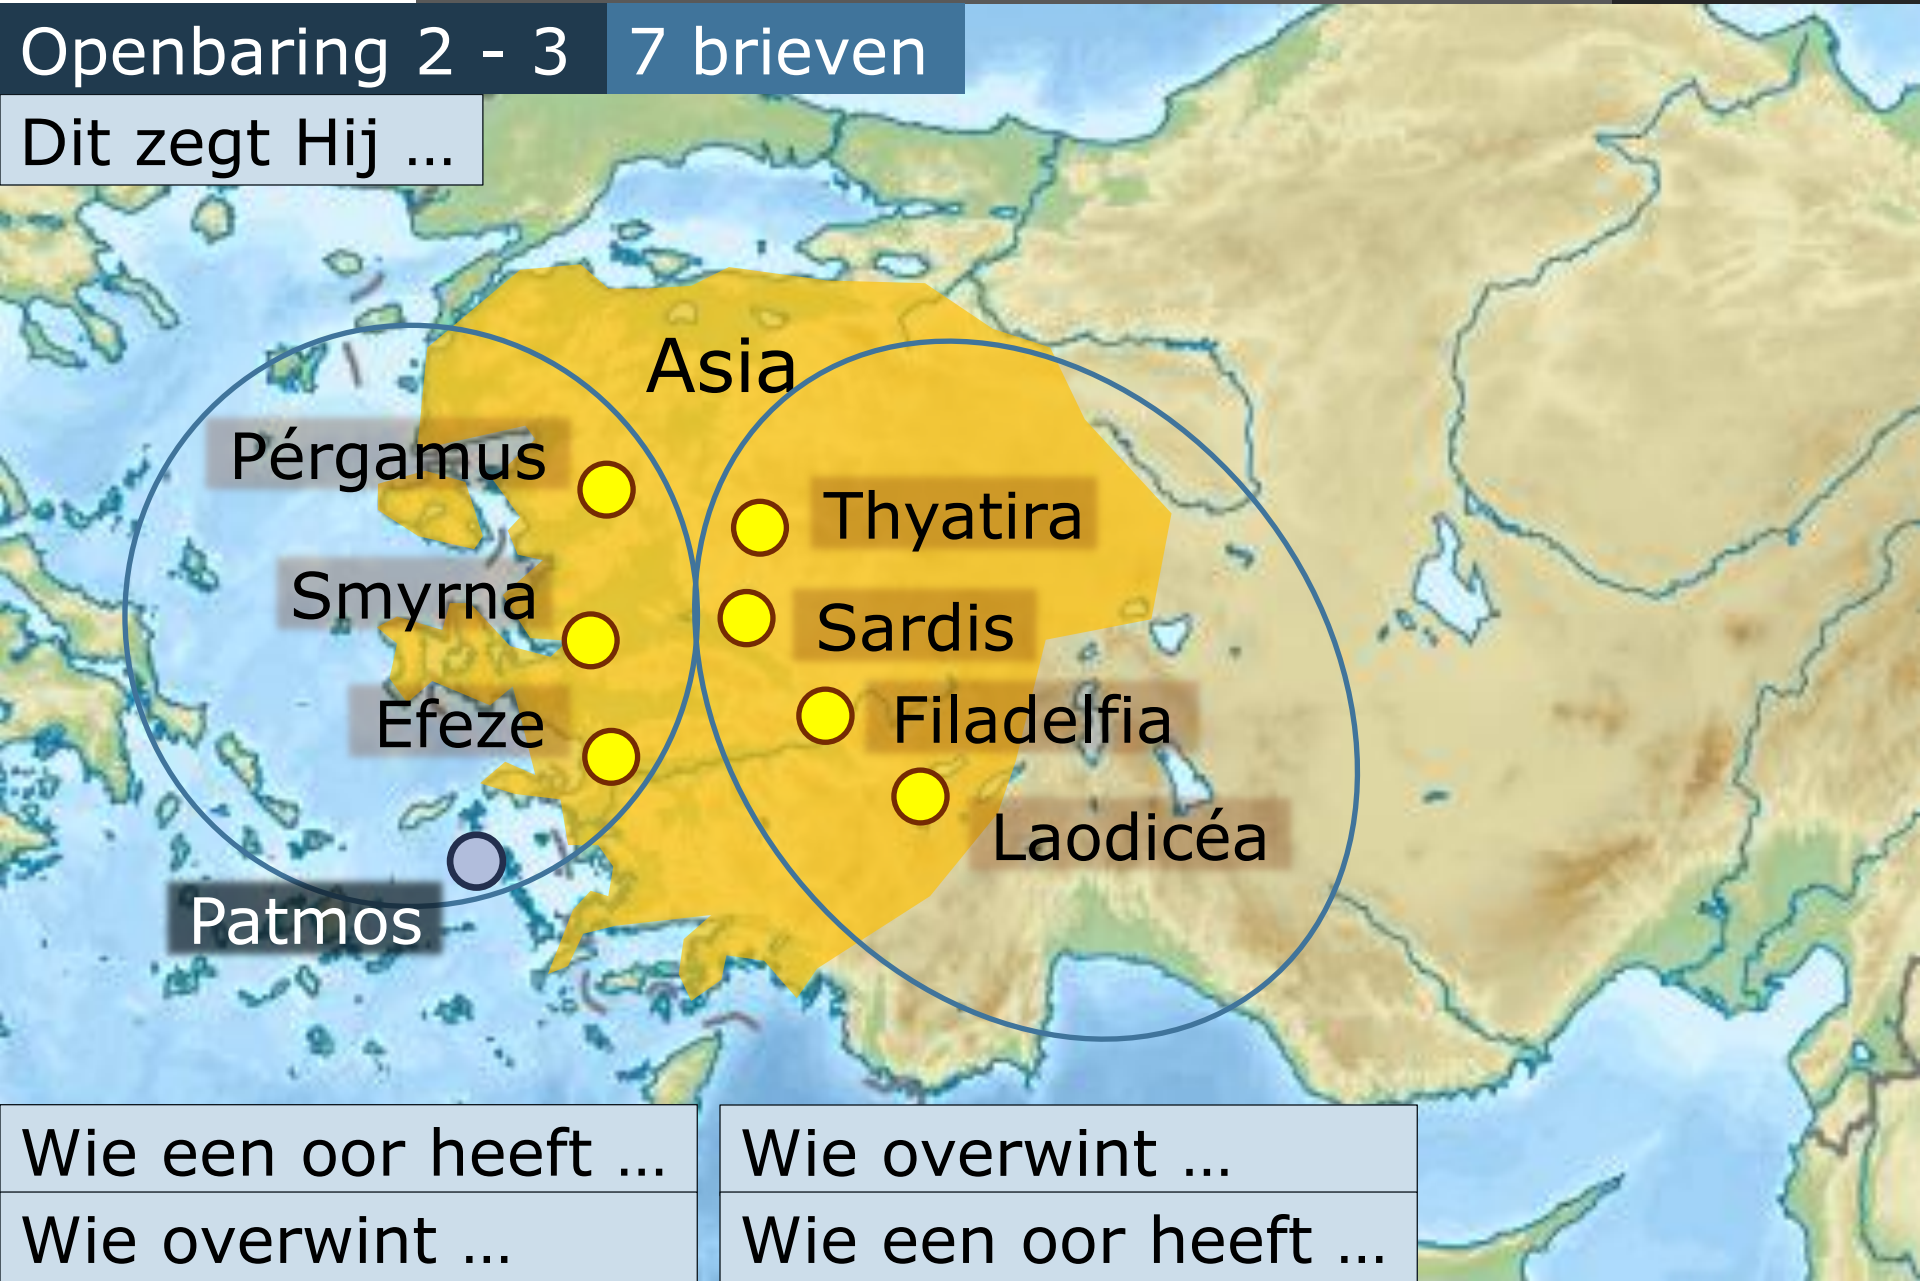 Openbaring 2 - 3 7 brieven
Dit zegt Hij ...
Asia
Pérgamus
Thyatira
Smyrna
Sardis
Efeze
Filadelfia
Laodicéa
Patmos
Wie een oor heeft ...
Wie overwint ...
Wie overwint ...
Wie een oor heeft ...